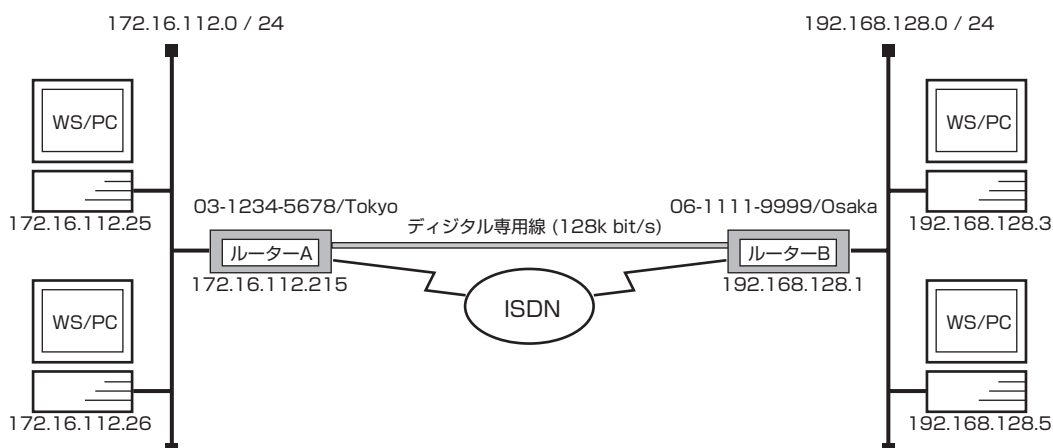 172.16.112.0 / 24
192.168.128.0 / 24
WS/PC
WS/PC
172.16.112.25
03-1234-5678/Tokyo
ディジタル専用線 (128k bit/s)
06-1111-9999/Osaka
192.168.128.3
ルーターA
ルーターB
172.16.112.215
192.168.128.1
ISDN
WS/PC
WS/PC
172.16.112.26
192.168.128.5